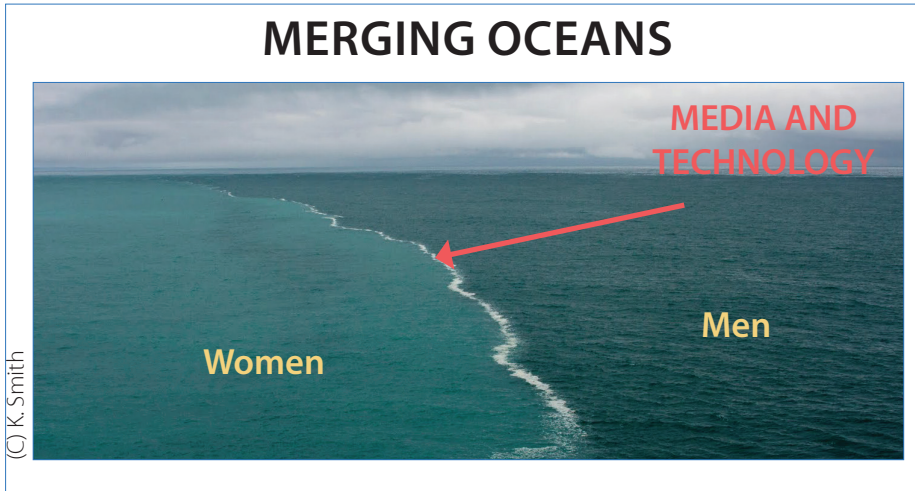 MERGING OCEANS
MEDIA AND
TECHNOLOGY
Men
Women
(C) K. Smith